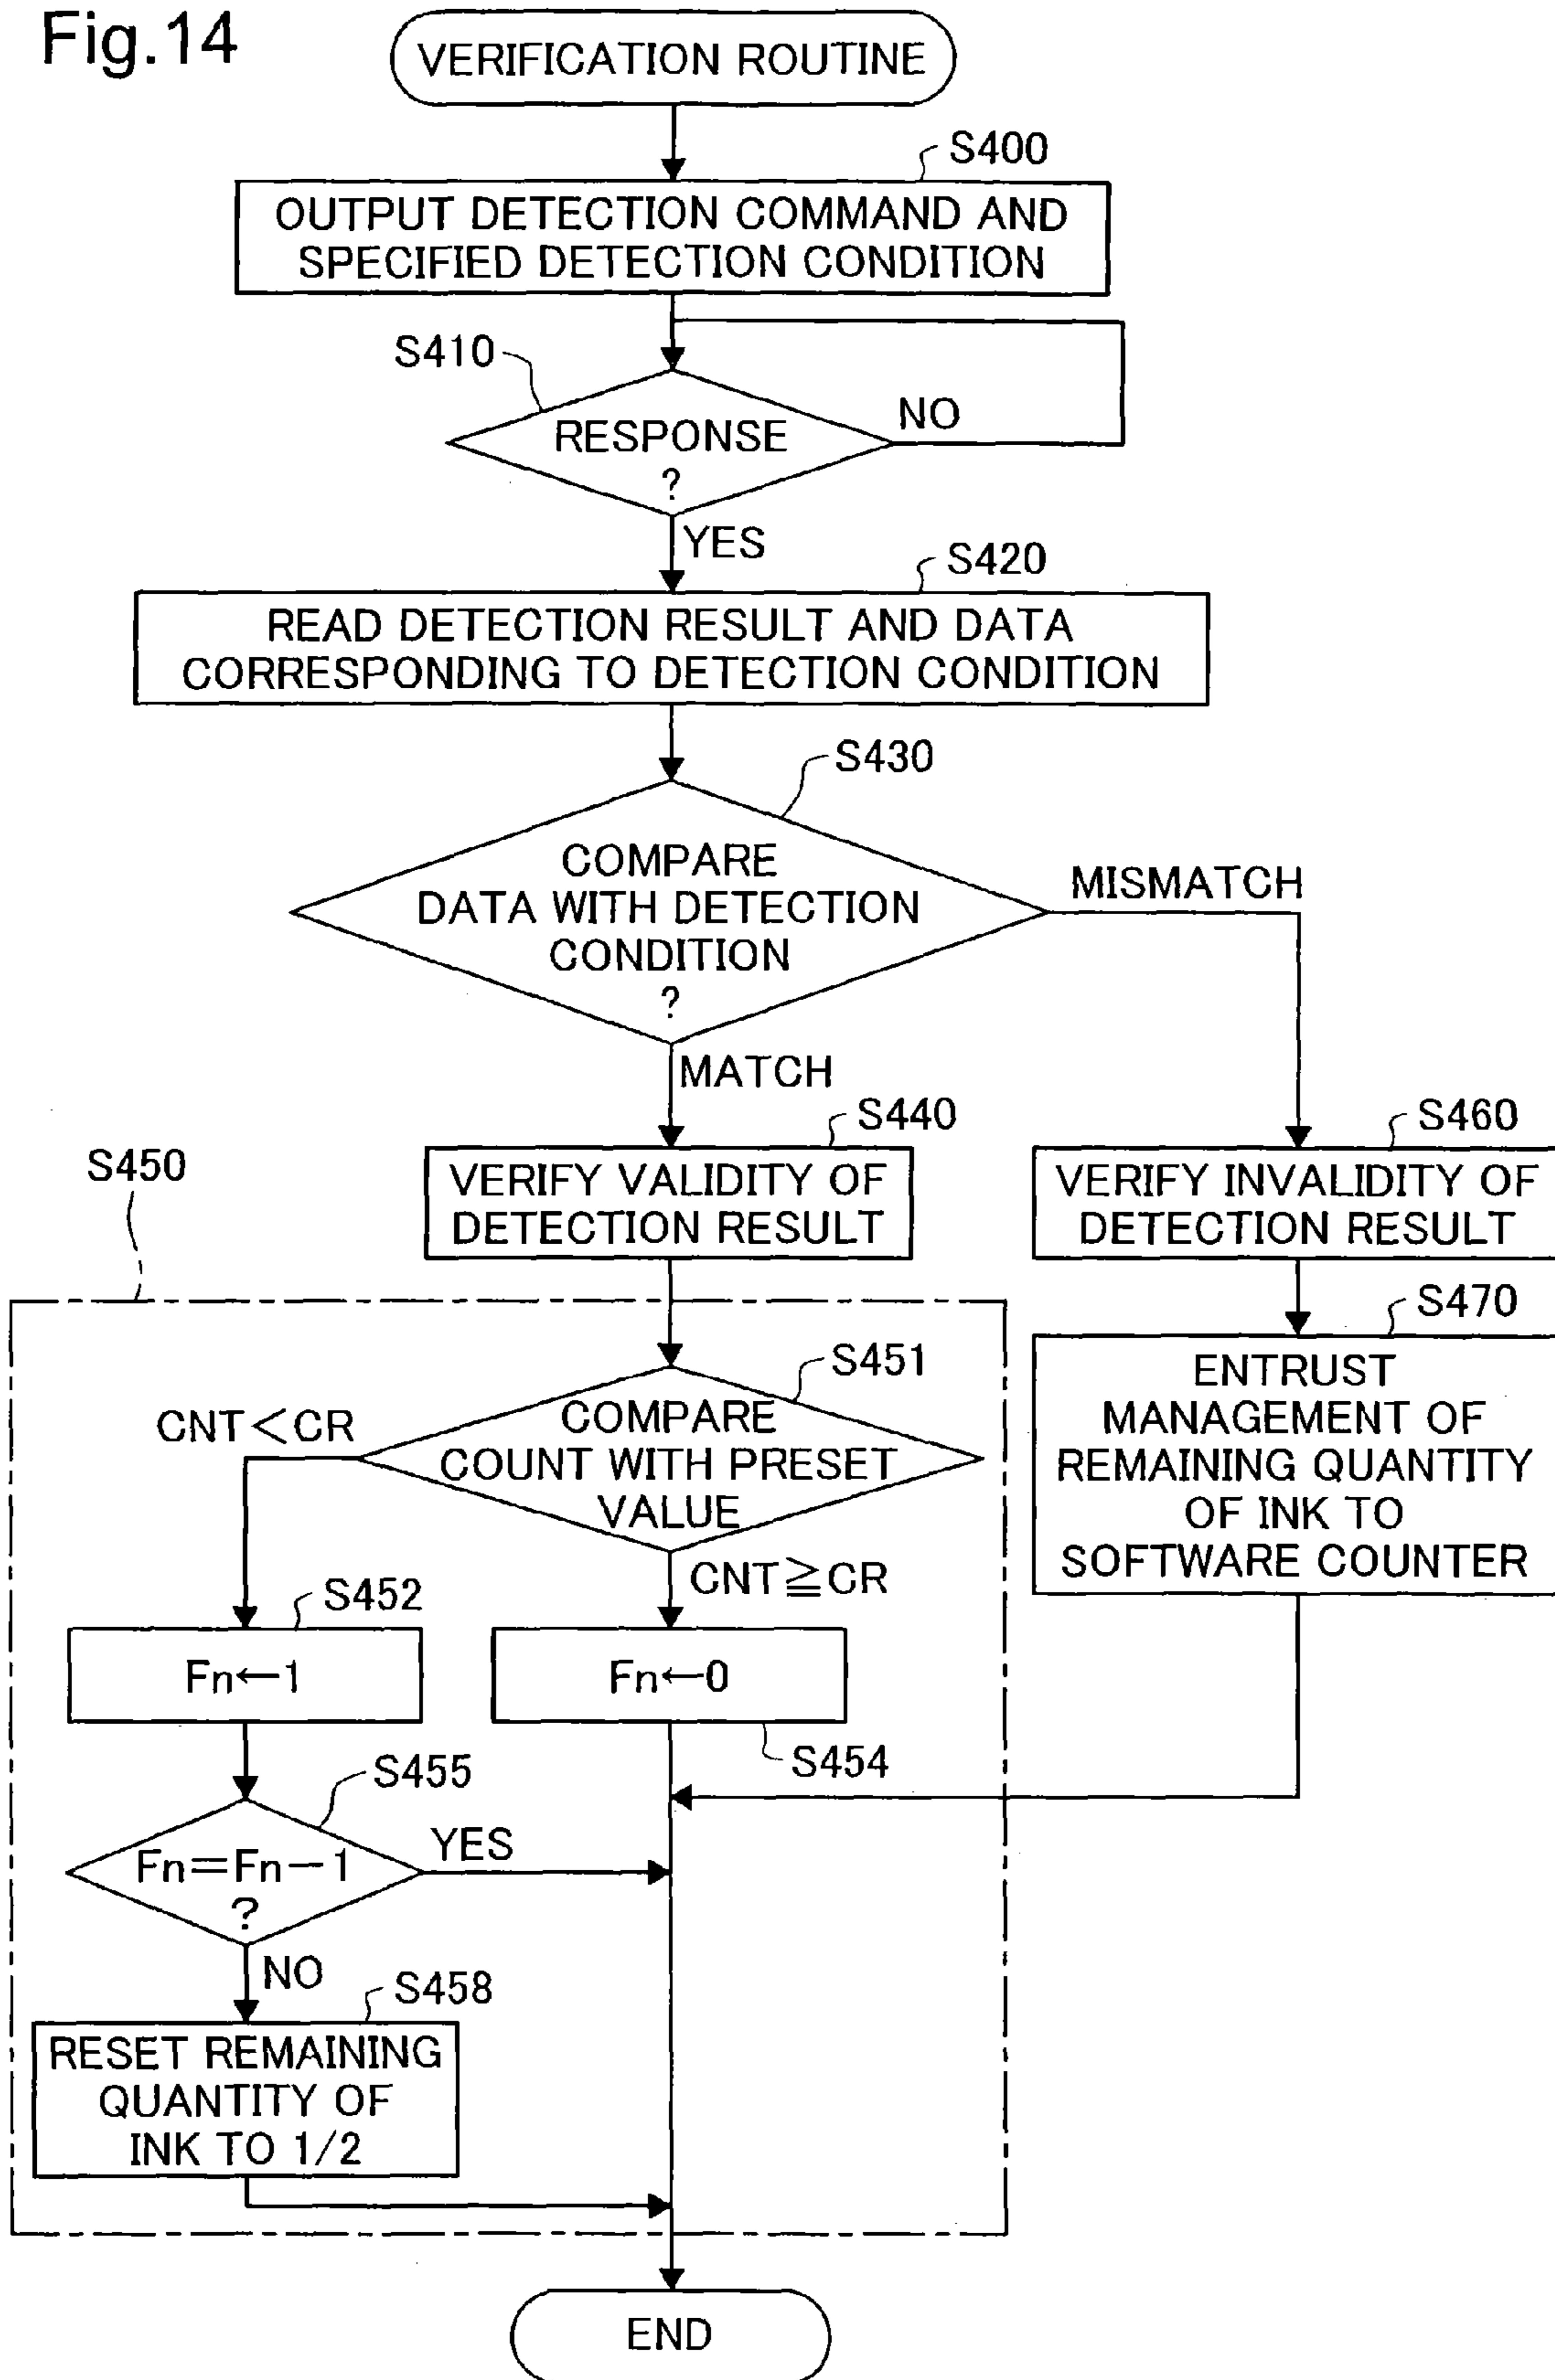 Fig.14
VERIFICATION ROUTINE
S400
OUTPUT DETECTION COMMAND AND
SPECIFIED DETECTION CONDITION
S410
RESPONSE
?
NO
YES
S420
READ DETECTION RESULT AND DATA
CORRESPONDING TO DETECTION CONDITION
S430
COMPARE
DATA WITH DETECTION
CONDITION
?
MISMATCH
MATCH
S440
VERIFY VALIDITY OF
DETECTION RESULT
S460
VERIFY INVALIDITY OF
DETECTION RESULT
S450
S470
ENTRUST
MANAGEMENT OF
REMAINING QUANTITY
OF INK TO
SOFTWARE COUNTER
S451
COMPARE
COUNT WITH PRESET
VALUE
CNT<CR
CNT≧CR
S452
Fn←1
Fn←0
S454
S455
Fn=Fn-1
?
YES
NO
S458
RESET REMAINING
QUANTITY OF
INK TO 1/2
END